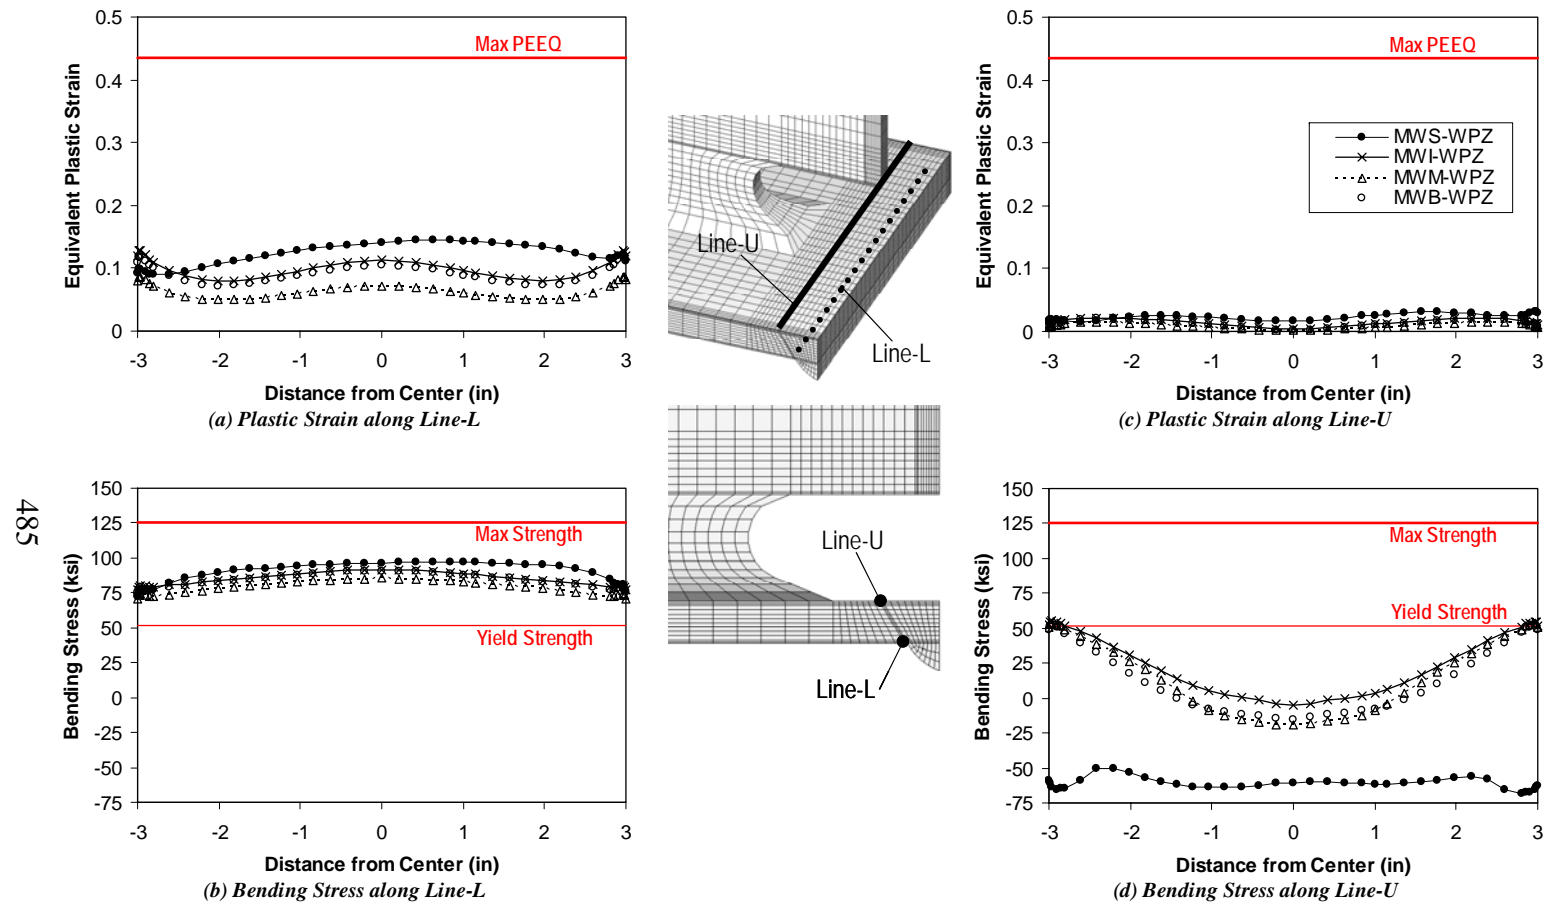 0.5
0.4
0.3
0.2
0.1
0
Equivalent Plastic Strain
Max PEEQ
-3 -2 -1 0 1 2 3
Distance from Center (in)
(a) Plastic Strain along Line-L
150
125
100
75
50
25
0
-25
-50
-75
Bending Stress (ksi)
Max Strength
Yield Strength
-3 -2 -1 0 1 2 3
Distance from Center (in)
(b) Bending Stress along Line-L
485
Line-U
Line-L
Line-U
Line-L
0.5
0.4
0.3
0.2
0.1
0
Equivalent Plastic Strain
Max PEEQ
MWS-WPZ
MWI-WPZ
MWM-WPZ
MWB-WPZ
-3 -2 -1 0 1 2 3
Distance from Center (in)
(c) Plastic Strain along Line-U
150
125
100
75
50
25
0
-25
-50
-75
Bending Stress (ksi)
Max Strength
Yield Strength
-3 -2 -1 0 1 2 3
Distance from Center (in)
(d) Bending Stress along Line-U